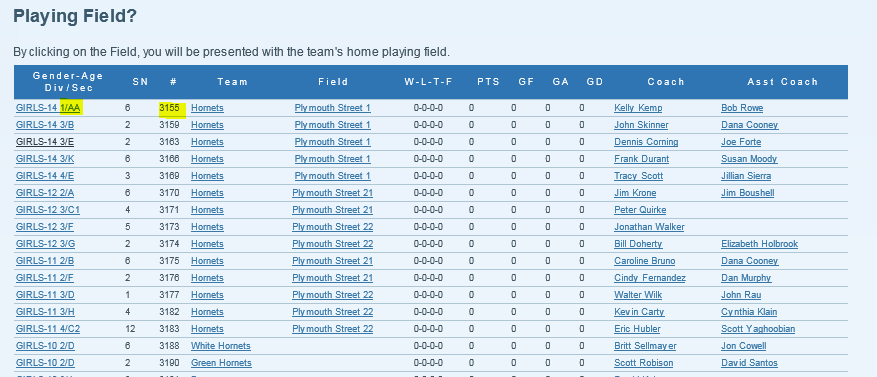 Playing Field?
By clicking on the Field, you will be presented with the team's home playing field.
Gender-Age Div/Sec SN # Team Field W-L-T-F PTS GF GA GD Coach Asst Coach
GIRLS-14 1/AA 6 3155 Hornets Plymouth Street 1 0-0-0-0 0 0 0 0 Kelly Kemp Bob Rowe
GIRLS-14 3/B 2 3159 Hornets Plymouth Street 1 0-0-0-0 0 0 0 0 John Skinner Dana Cooney
GIRLS-14 3/E 2 3163 Hornets Plymouth Street 1 0-0-0-0 0 0 0 0 Dennis Corning Joe Forte
GIRLS-14 3/K 6 3166 Hornets Plymouth Street 1 0-0-0-0 0 0 0 0 Frank Durant Susan Moody
GIRLS-14 4/E 3 3169 Hornets Plymouth Street 1 0-0-0-0 0 0 0 0 Tracy Scott Jillian Sierra
GIRLS-12 2/A 6 3170 Hornets Plymouth Street 21 0-0-0-0 0 0 0 0 Jim Krone Jim Boushell
GIRLS-12 3/C1 4 3171 Hornets Plymouth Street 21 0-0-0-0 0 0 0 0 Peter Quirke
GIRLS-12 3/F 5 3173 Hornets Plymouth Street 22 0-0-0-0 0 0 0 0 Jonathan Walker
GIRLS-12 3/G 2 3174 Hornets Plymouth Street 22 0-0-0-0 0 0 0 0 Bill Doherty Elizabeth Holbrook
GIRLS-11 2/B 6 3175 Hornets Plymouth Street 21 0-0-0-0 0 0 0 0 Caroline Bruno Dana Cooney
GIRLS-11 2/F 2 3176 Hornets Plymouth Street 21 0-0-0-0 0 0 0 0 Cindy Fernandez Dan Murphy
GIRLS-11 3/D 1 3177 Hornets Plymouth Street 22 0-0-0-0 0 0 0 0 Walter Wilk John Rau
GIRLS-11 3/H 4 3182 Hornets Plymouth Street 22 0-0-0-0 0 0 0 0 Kevin Carty Cynthia Klain
GIRLS-11 4/C2 12 3183 Hornets Plymouth Street 22 0-0-0-0 0 0 0 0 Eric Hubler Scott Yaghoobian
GIRLS-10 2/D 6 3188 White Hornets 0-0-0-0 0 0 0 0 Britt Sellmayer Jon Cowell
GIRLS-10 2/D 2 3190 Green Hornets 0-0-0-0 0 0 0 0 Scott Robison David Santos